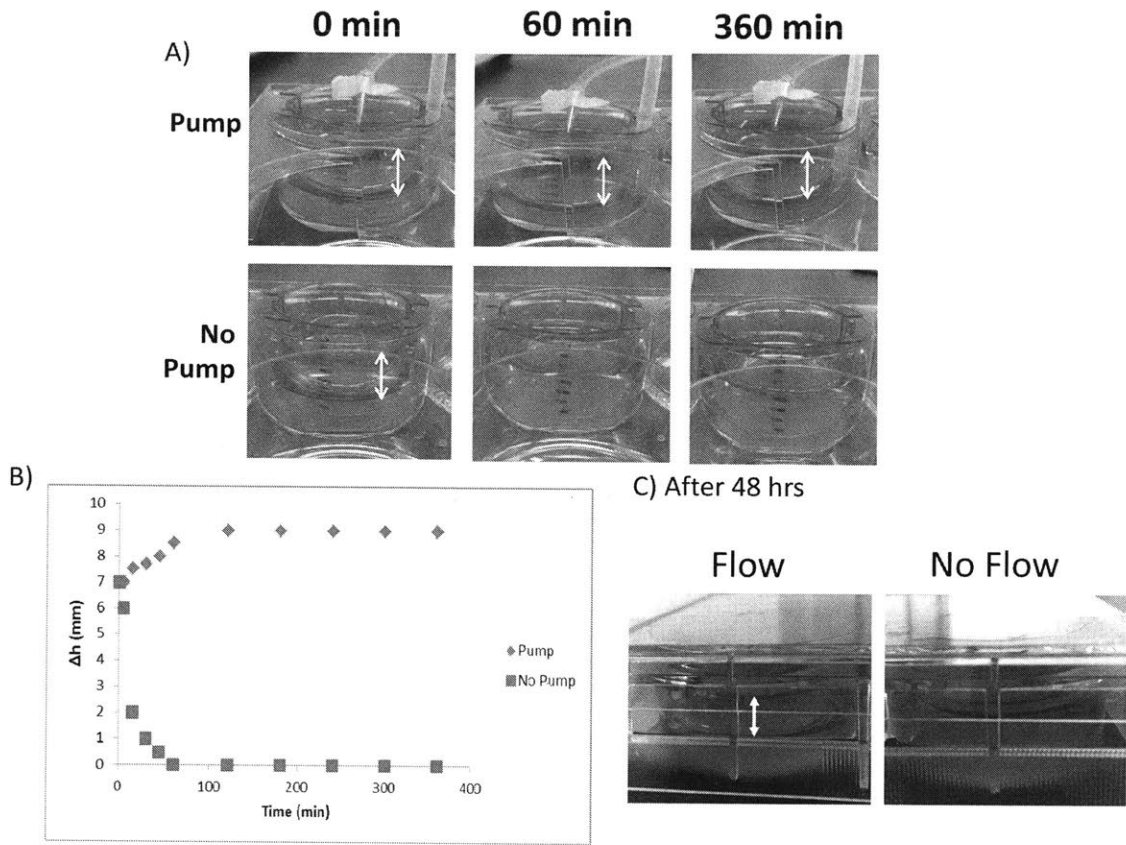 0 min 60 min 360 min
A)
Pump
No
Pump
B)
10
9
8
7
6
5
4
3
2
1
0
Δh (mm)
0 100 200 300 400
Time (min)
Pump
No Pump
C) After 48 hrs
Flow No Flow